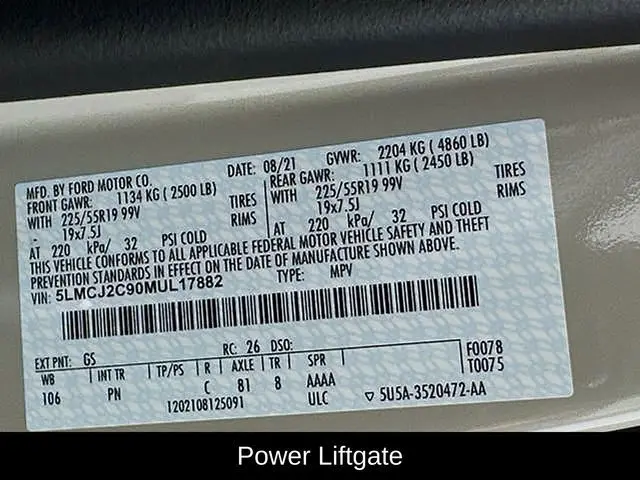 MFD. BY FORD MOTOR CO. DATE: 08/21 GVWR: 2204 KG ( 4860 LB)
FRONT GAWR: 1134 KG ( 2500 LB) REAR GAWR: 1111 KG ( 2450 LB)
WITH 225/55R19 99V TIRES WITH 225/55R19 99V TIRES
- 19x7.5J RIMS 19x7.5J RIMS
AT 220 kPa/ 32 PSI COLD AT 220 kPa/ 32 PSI COLD
THIS VEHICLE CONFORMS TO ALL APPLICABLE FEDERAL MOTOR VEHICLE SAFETY AND THEFT
PREVENTION STANDARDS IN EFFECT ON THE DATE OF MANUFACTURE SHOWN ABOVE.
VIN: 5LMCJ2C90MUL17882 TYPE: MPV
EXT PNT: GS RC: 26 DSO: F0078
WB INT TR TP/PS R AXLE TR SPR T0075
106 PN C 81 8 AAAA
1202108125091 ULC ▽ 5U5A-3520472-AA
Power Liftgate